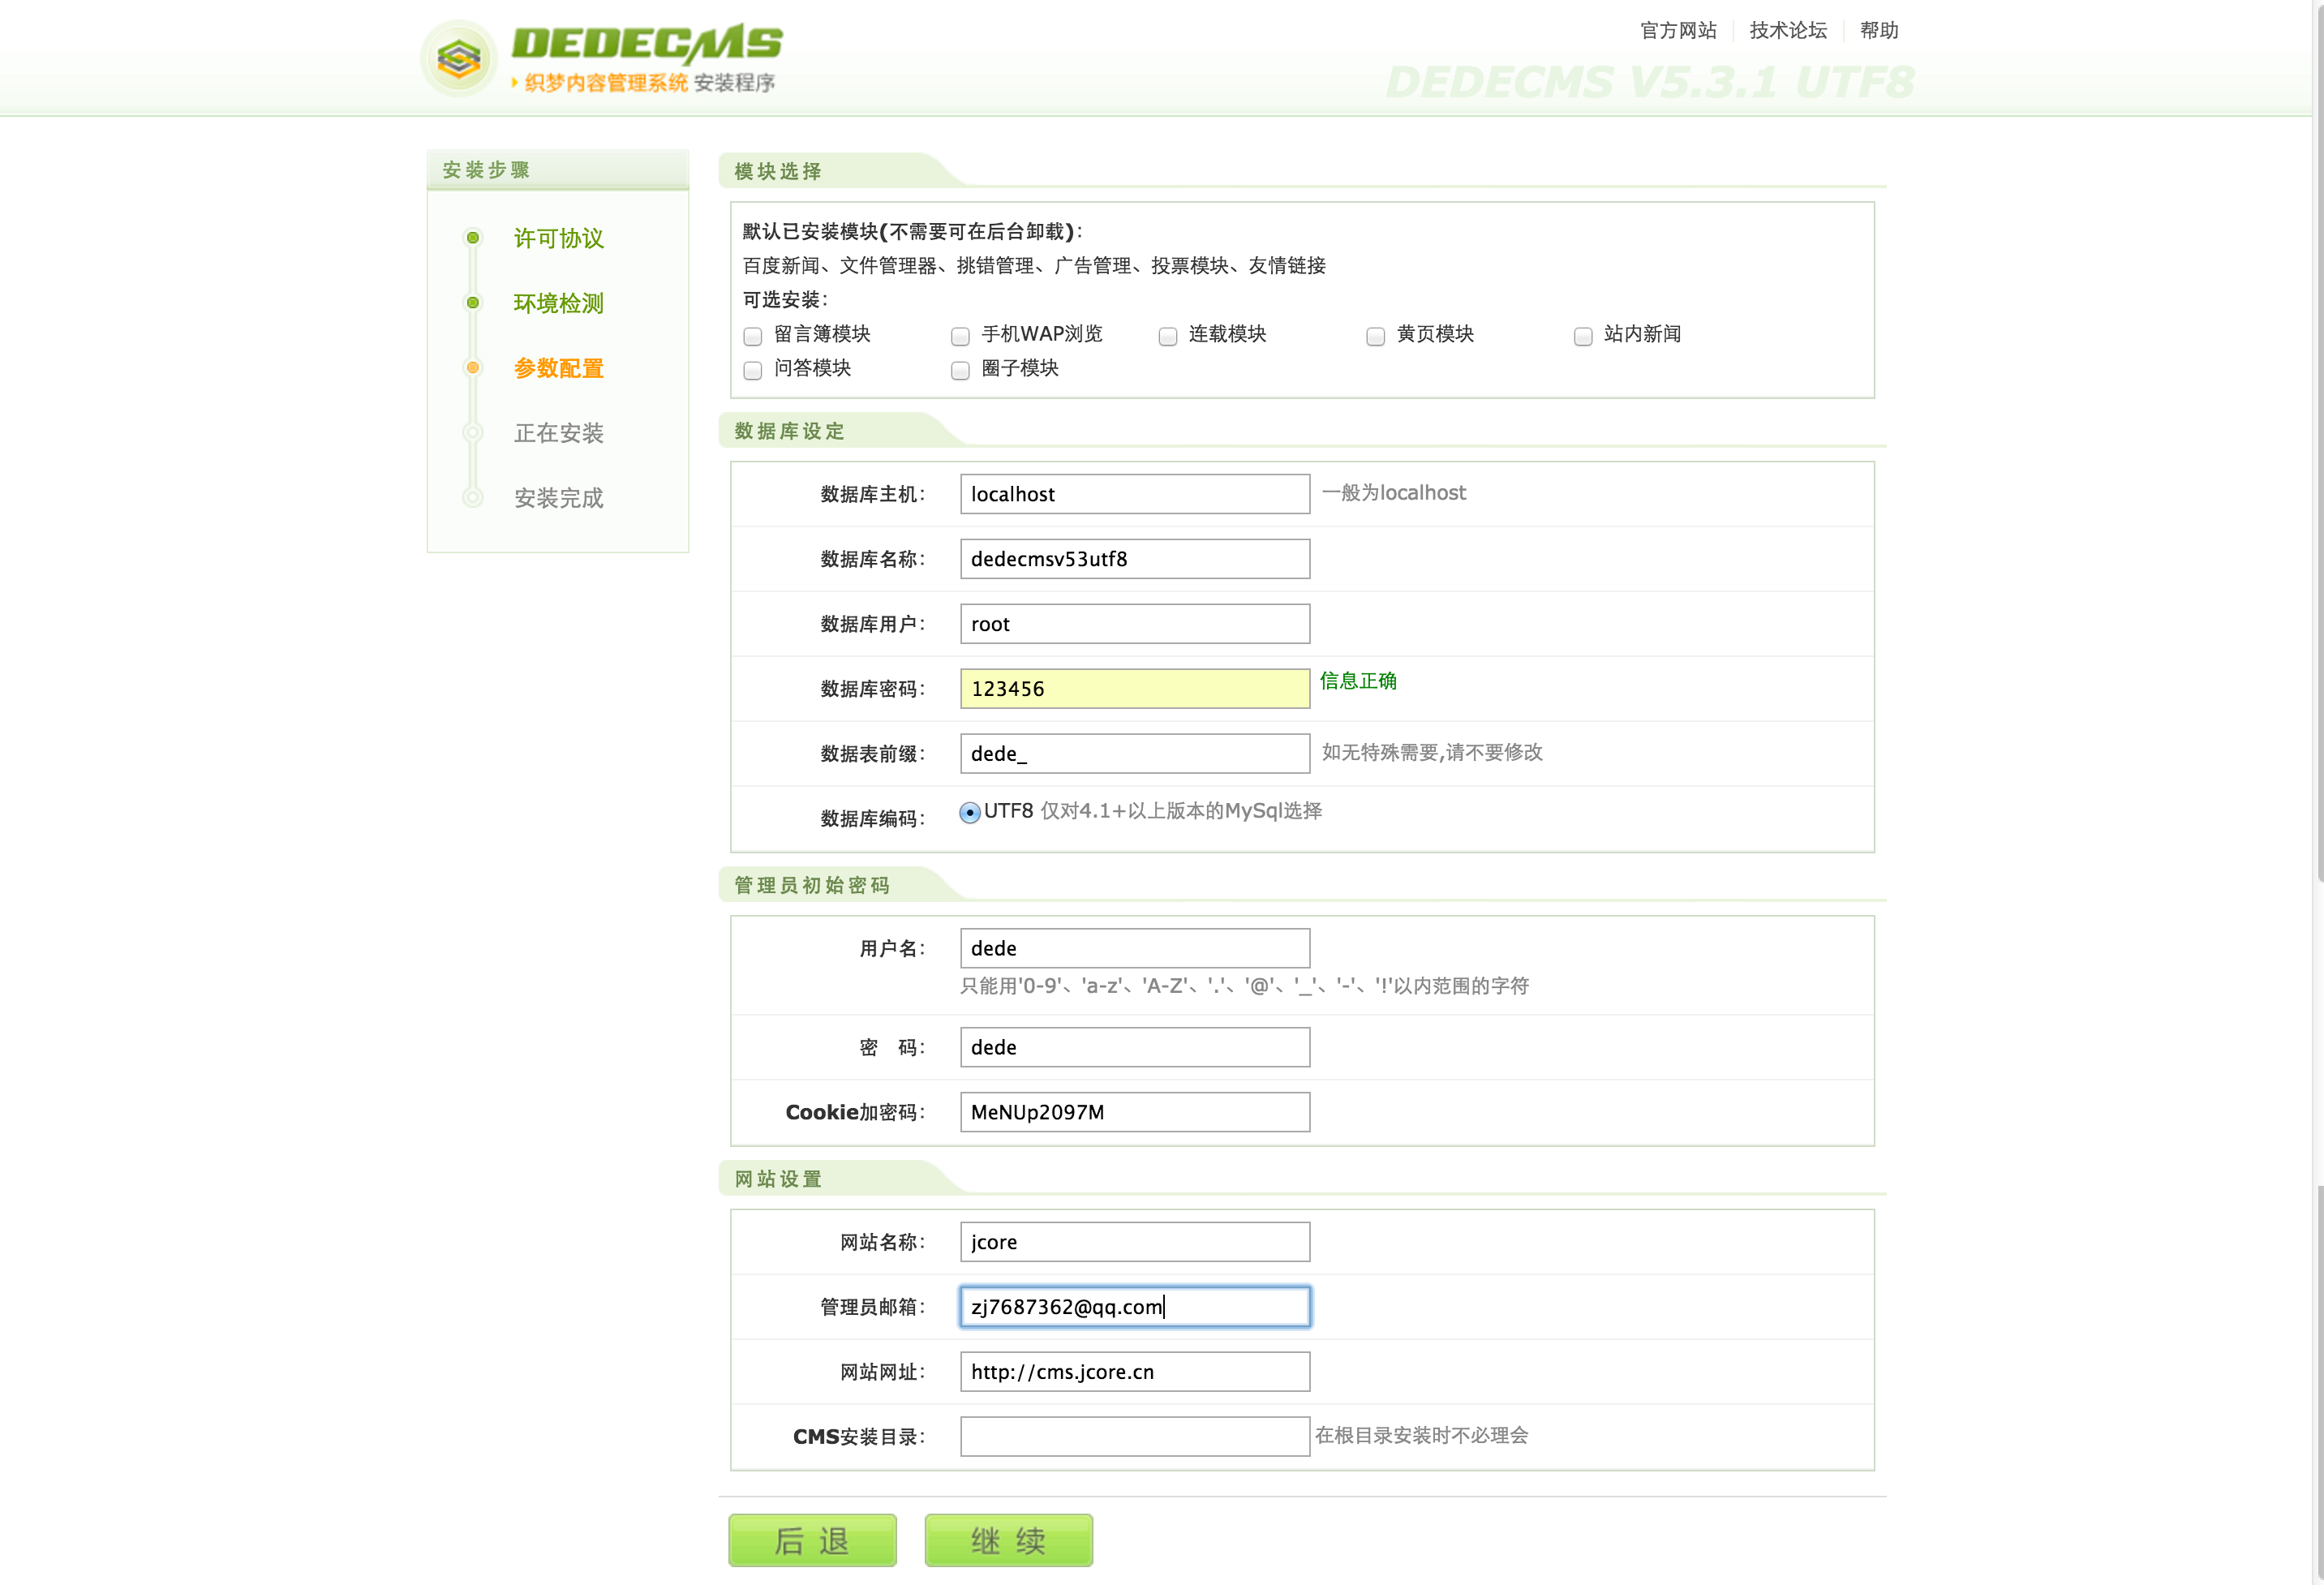 DEDECMS
织梦内容管理系统 安装程序
官方网站 技术论坛 帮助
DEDECMS V5.3.1 UTF8
安装步骤
许可协议
环境检测
参数配置
正在安装
安装完成
模块选择
默认已安装模块(不需要可在后台卸载)：
百度新闻、文件管理器、挑错管理、广告管理、投票模块、友情链接
可选安装：
留言簿模块 手机WAP浏览 连载模块 黄页模块 站内新闻
问答模块 圈子模块
数据库设定
数据库主机： localhost 一般为localhost
数据库名称： dedecmsv53utf8
数据库用户： root
数据库密码： 123456 信息正确
数据表前缀： dede_ 如无特殊需要,请不要修改
数据库编码： UTF8 仅对4.1+以上版本的MySql选择
管理员初始密码
用户名： dede
只能用'0-9'、'a-z'、'A-Z'、'.'、'@'、'_'、'-'、'!'以内范围的字符
密 码： dede
Cookie加密码： MeNUp2097M
网站设置
网站名称： jcore
管理员邮箱： zj7687362@qq.com
网站网址： http://cms.jcore.cn
CMS安装目录： 在根目录安装时不必理会
后退 继续